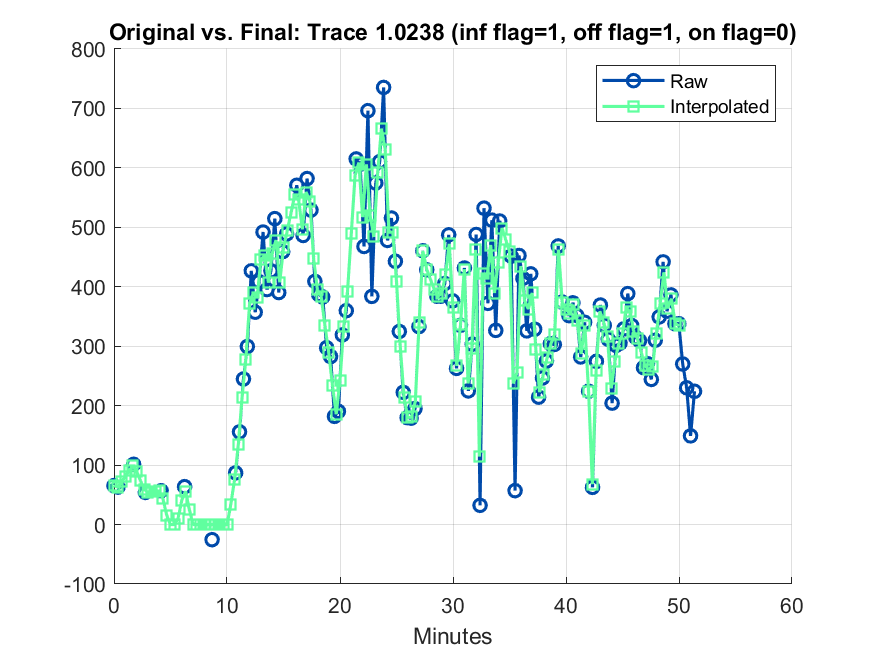 Original vs. Final: Trace 1.0238 (inf flag=1, off flag=1, on flag=0)
800
700
600
500
400
300
200
100
0
-100
Raw
Interpolated
0 10 20 30 40 50 60
Minutes